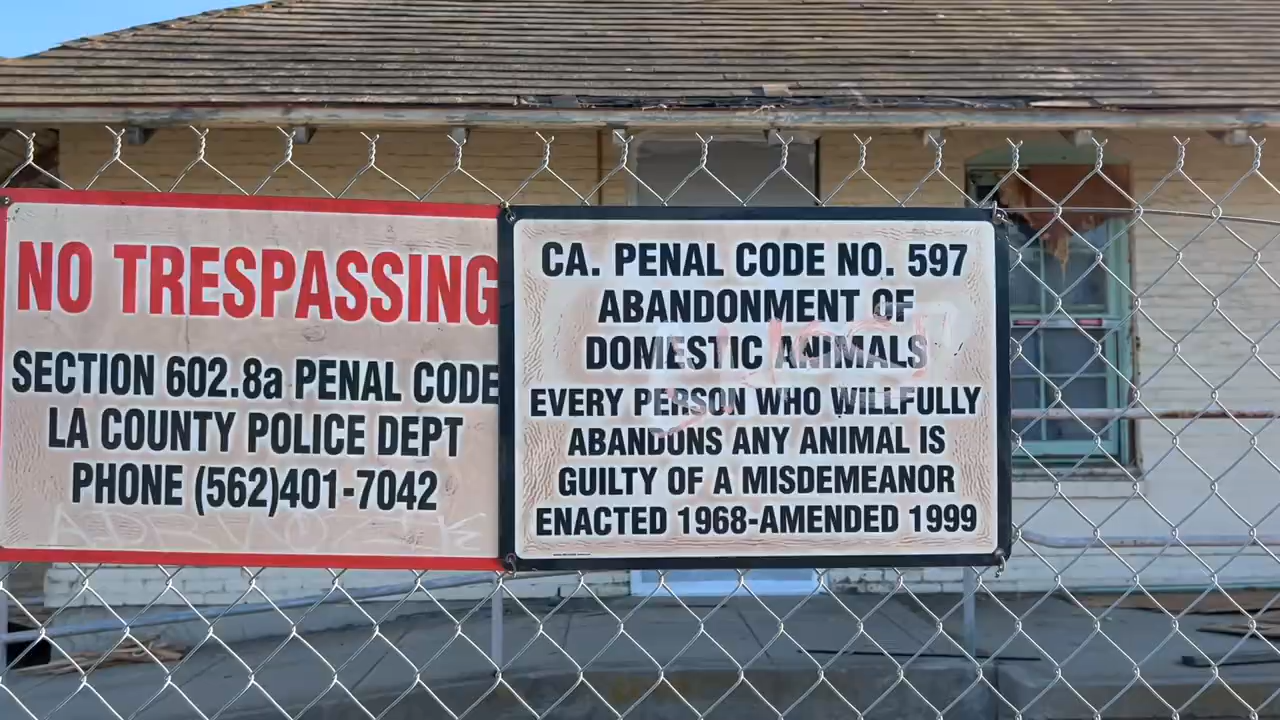 NO TRESPASSING
SECTION 602.8a PENAL CODE
LA COUNTY POLICE DEPT
PHONE (562)401-7042
CA. PENAL CODE NO. 597
ABANDONMENT OF
DOMESTIC ANIMALS
EVERY PERSON WHO WILLFULLY
ABANDONS ANY ANIMAL IS
GUILTY OF A MISDEMEANOR
ENACTED 1968-AMENDED 1999